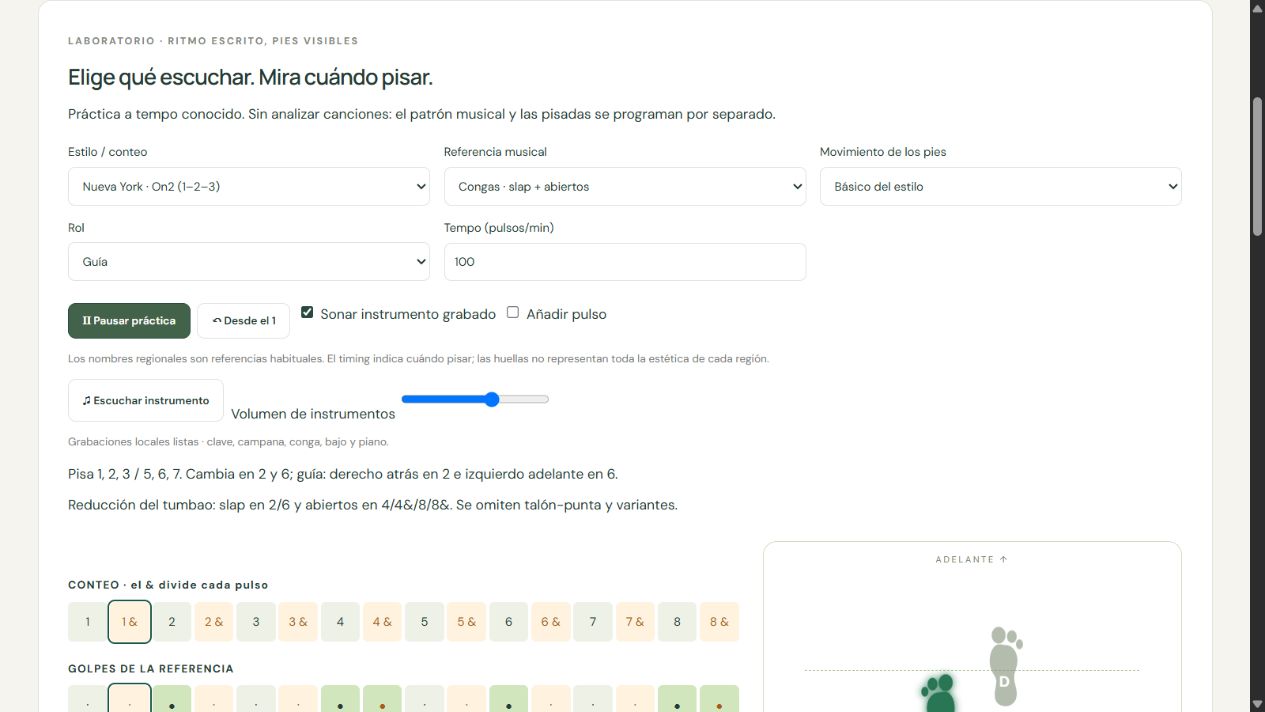 LABORATORIO · RITMO ESCRITO, PIES VISIBLES
Elige qué escuchar. Mira cuándo pisar.
Práctica a tempo conocido. Sin analizar canciones: el patrón musical y las pisadas se programan por separado.
Estilo / conteo Referencia musical Movimiento de los pies
Nueva York · On2 (1–2–3) Congas · slap + abiertos Básico del estilo
Rol Tempo (pulsos/min)
Guía 100
Pausar práctica Desde el 1 Sonar instrumento grabado Añadir pulso
Los nombres regionales son referencias habituales. El timing indica cuándo pisar; las huellas no representan toda la estética de cada región.
♫ Escuchar instrumento Volumen de instrumentos
Grabaciones locales listas · clave, campana, conga, bajo y piano.
Pisa 1, 2, 3 / 5, 6, 7. Cambia en 2 y 6; guía: derecho atrás en 2 e izquierdo adelante en 6.
Reducción del tumbao: slap en 2/6 y abiertos en 4/4&/8/8&. Se omiten talón-punta y variantes.
ADELANTE ↑
CONTEO · el & divide cada pulso
1 1 & 2 2 & 3 3 & 4 4 & 5 5 & 6 6 & 7 7 & 8 8 &
GOLPES DE LA REFERENCIA
D